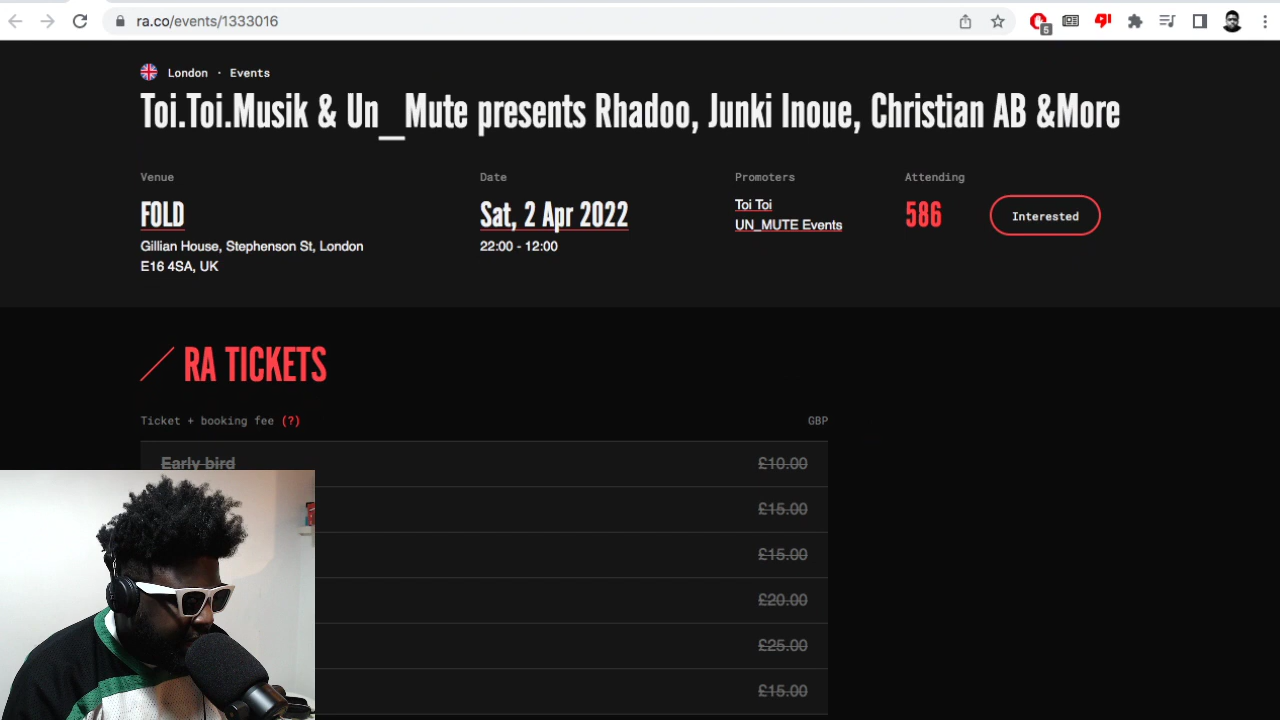 ra.co/events/1333016
5
London · Events
Toi.Toi.Musik & Un_Mute presents Rhadoo, Junki Inoue, Christian AB &More
Venue
FOLD
Gillian House, Stephenson St, London
E16 4SA, UK
Date
Sat, 2 Apr 2022
22:00 - 12:00
Promoters
Toi Toi
UN_MUTE Events
Attending
586
Interested
RA TICKETS
Ticket + booking fee (?) GBP
Early bird £10.00
£15.00
£15.00
£20.00
£25.00
£15.00